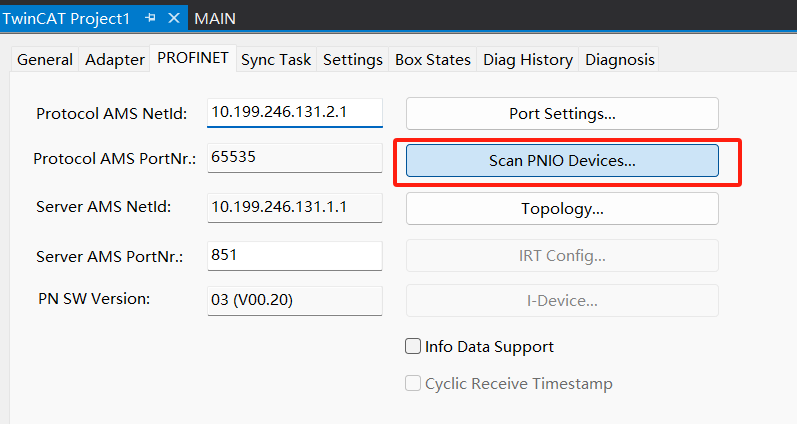 TwinCAT Project1 MAIN
General Adapter PROFINET Sync Task Settings Box States Diag History Diagnosis
Protocol AMS NetId: 10.199.246.131.2.1 Port Settings...
Protocol AMS PortNr.: 65535 Scan PNIO Devices...
Server AMS NetId: 10.199.246.131.1.1 Topology...
Server AMS PortNr.: 851 IRT Config...
PN SW Version: 03 (V00.20) I-Device...
Info Data Support
Cyclic Receive Timestamp